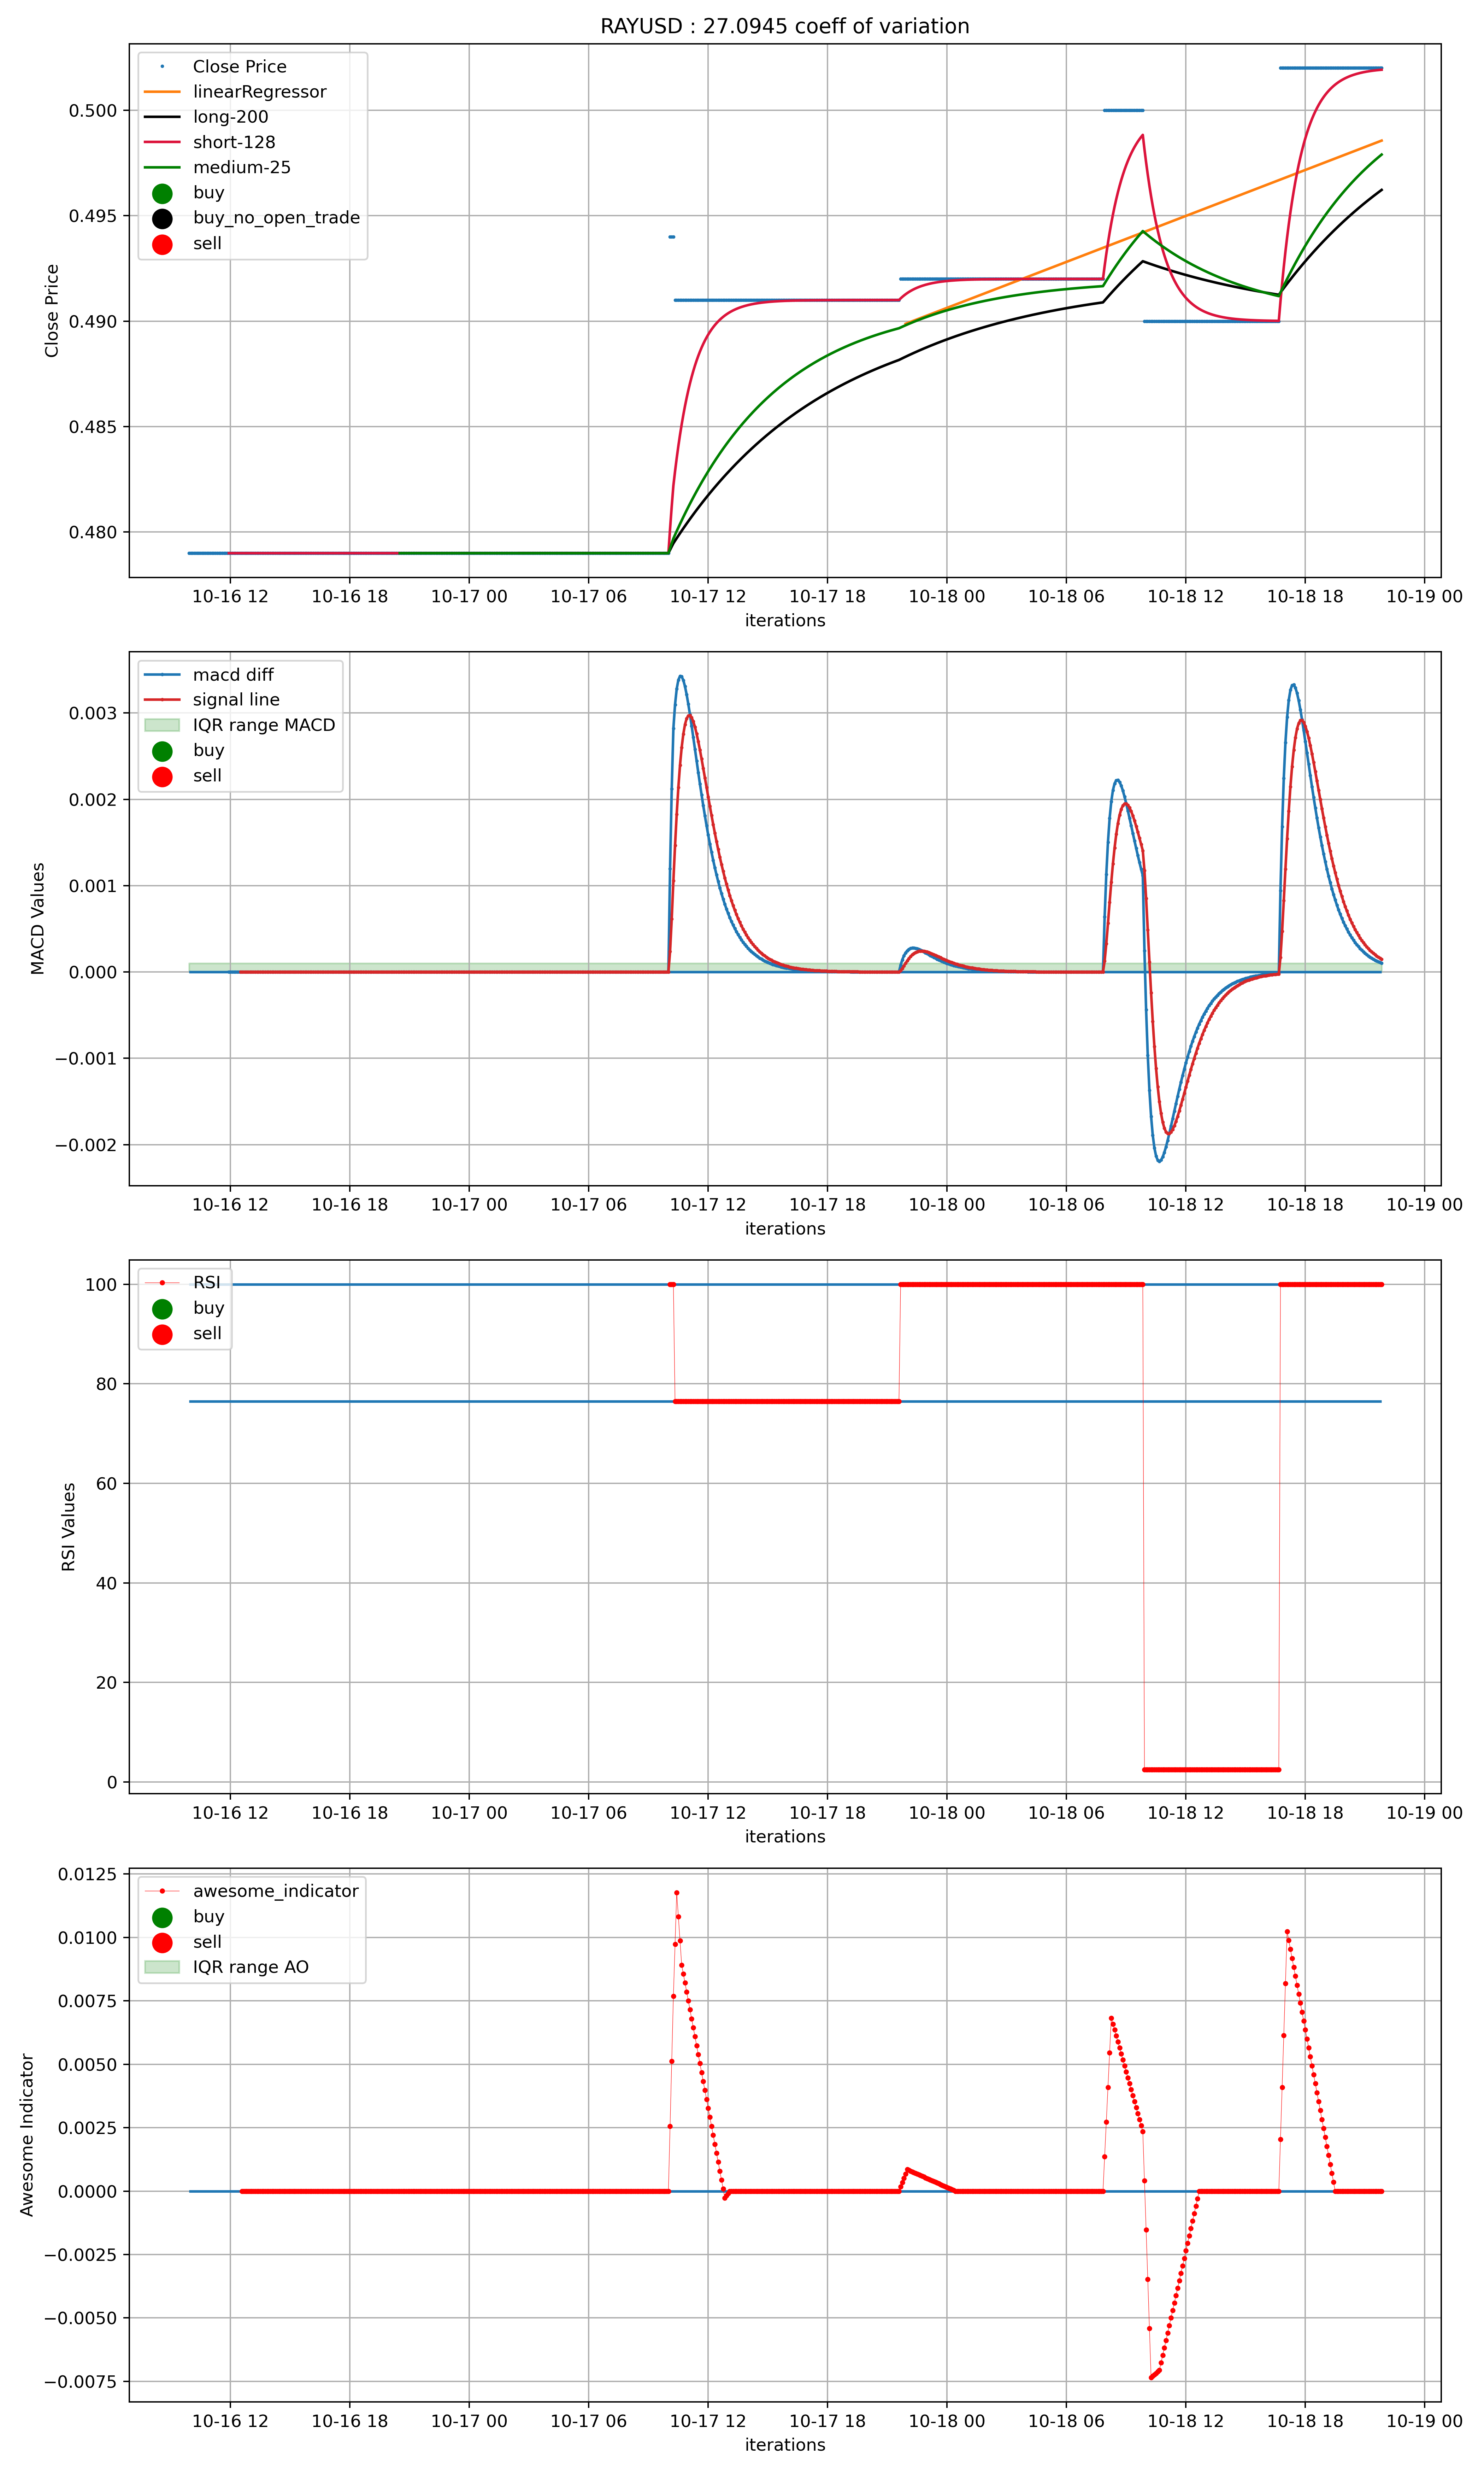 RAYUSD : 27.0945 coeff of variation
Close Price
linearRegressor
long-200
short-128
medium-25
buy
buy_no_open_trade
sell
0.500
0.495
0.490
0.485
0.480
Close Price
10-16 12 10-16 18 10-17 00 10-17 06 10-17 12 10-17 18 10-18 00 10-18 06 10-18 12 10-18 18 10-19 00
iterations
macd diff
signal line
IQR range MACD
buy
sell
0.003
0.002
0.001
0.000
−0.001
−0.002
MACD Values
10-16 12 10-16 18 10-17 00 10-17 06 10-17 12 10-17 18 10-18 00 10-18 06 10-18 12 10-18 18 10-19 00
iterations
RSI
buy
sell
100
80
60
40
20
0
RSI Values
10-16 12 10-16 18 10-17 00 10-17 06 10-17 12 10-17 18 10-18 00 10-18 06 10-18 12 10-18 18 10-19 00
iterations
awesome_indicator
buy
sell
IQR range AO
0.0125
0.0100
0.0075
0.0050
0.0025
0.0000
−0.0025
−0.0050
−0.0075
Awesome Indicator
10-16 12 10-16 18 10-17 00 10-17 06 10-17 12 10-17 18 10-18 00 10-18 06 10-18 12 10-18 18 10-19 00
iterations